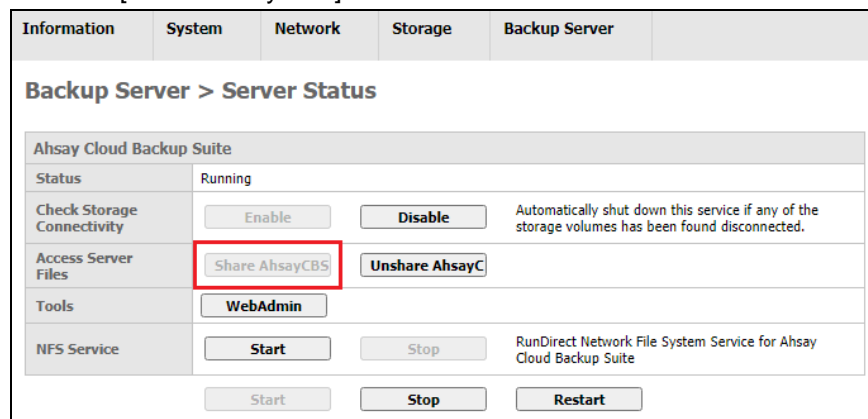 Information System Network Storage Backup Server
Backup Server > Server Status
Ahsay Cloud Backup Suite
Status Running
Check Storage Connectivity Enable Disable Automatically shut down this service if any of the
storage volumes has been found disconnected.
Access Server Files Share AhsayCBS Unshare AhsayC
Tools WebAdmin
NFS Service Start Stop RunDirect Network File System Service for Ahsay
Cloud Backup Suite
Start Stop Restart